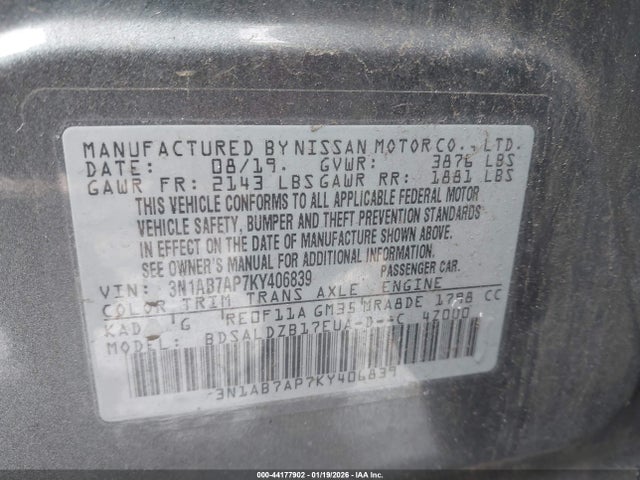 MANUFACTURED BY NISSAN MOTOR CO., LTD.
DATE: 08/19. GVWR: 3876 LBS
GAWR FR: 2143 LBS GAWR RR: 1881 LBS
THIS VEHICLE CONFORMS TO ALL APPLICABLE FEDERAL MOTOR
VEHICLE SAFETY, BUMPER AND THEFT PREVENTION STANDARDS
IN EFFECT ON THE DATE OF MANUFACTURE SHOWN ABOVE.
SEE OWNER'S MANUAL FOR ADDITIONAL INFORMATION.
VIN: 3N1AB7AP7KY406839 PASSENGER CAR.
COLOR TRIM TRANS AXLE ENGINE
KAD G RE0F11A GM35 MRA8DE 1798 CC
MODEL: BDSALDZB17EUA-D--C 42000
3N1AB7AP7KY406839
000-44177902 - 01/19/2026 - IAA Inc.